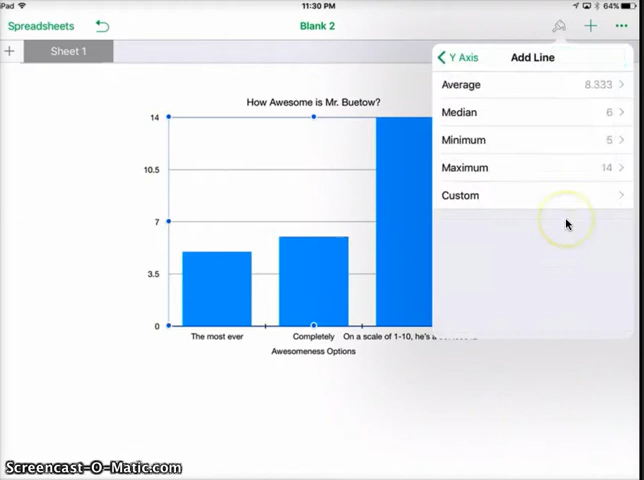 Pad
11:30 PM
64%
Spreadsheets
Blank 2
Sheet 1
Y Axis
Add Line
Average 8.333
Median 6
Minimum 5
Maximum 14
Custom
How Awesome is Mr. Buetow?
14
10.5
7
3.5
0
The most ever
Completely
On a scale of 1-10, he's
Awesomeness Options
Screencast-O-Matic.com